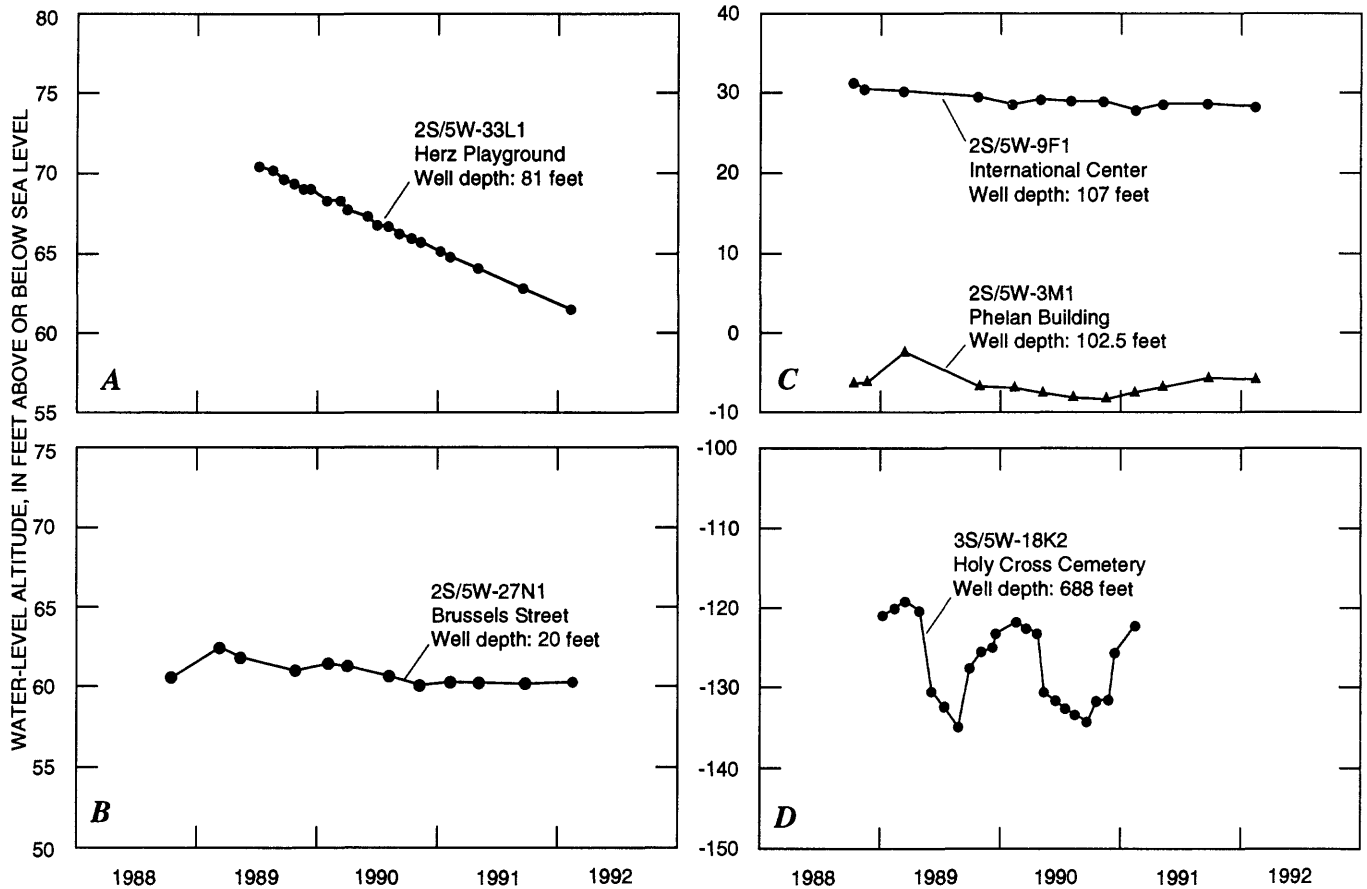 WATER-LEVEL ALTITUDE, IN FEET ABOVE OR BELOW SEA LEVEL
80
75
70
65
60
55
2S/5W-33L1
Herz Playground
Well depth: 81 feet
A
40
30
20
10
0
-10
2S/5W-9F1
International Center
Well depth: 107 feet
2S/5W-3M1
Phelan Building
Well depth: 102.5 feet
C
75
70
65
60
55
50
2S/5W-27N1
Brussels Street
Well depth: 20 feet
B
1988 1989 1990 1991 1992
-100
-110
-120
-130
-140
-150
3S/5W-18K2
Holy Cross Cemetery
Well depth: 688 feet
D
1988 1989 1990 1991 1992